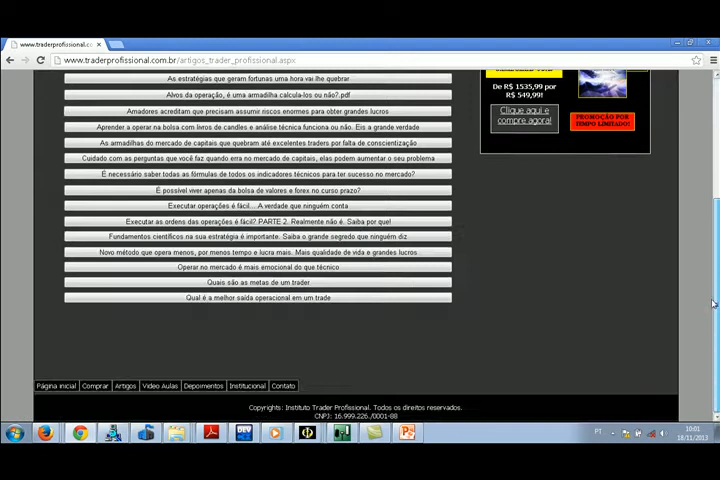 www.traderprofissional.co
www.traderprofissional.com.br/artigos_trader_profissional.aspx
As estratégias que geram fortunas uma hora vai lhe quebrar
Alvos da operação, é uma armadilha calcula-los ou não?.pdf
Amadores acreditam que precisam assumir riscos enormes para obter grandes lucros
Aprender a operar na bolsa com livros de candles e análise técnica funciona ou não. Eis a grande verdade
As armadilhas do mercado de capitais que quebram até excelentes traders por falta de conscientização
Cuidado com as perguntas que você faz quando erra no mercado de capitais, elas podem aumentar o seu problema
É necessário saber todas as fórmulas de todos os indicadores técnicos para ter sucesso no mercado?
É possível viver apenas da bolsa de valores e forex no curso prazo?
Executar operações é fácil... A verdade que ninguém conta
Executar as ordens das operações é fácil? PARTE 2. Realmente não é. Saiba por que!
Fundamentos científicos na sua estratégia é importante. Saiba o grande segredo que ninguém diz
Novo método que opera menos, por menos tempo e lucra mais. Mais qualidade de vida e grandes lucros
Operar no mercado é mais emocional do que técnico
Quais são as metas de um trader
Qual é a melhor saída operacional em um trade
De R$ 1535,99 por
R$ 549,99!
Clique aqui e
compre agora!
PROMOÇÃO POR
TEMPO LIMITADO!
Página inicial
Comprar
Artigos
Video Aulas
Depoimentos
Institucional
Contato
Copyrights: Instituto Trader Profissional. Todos os direitos reservados.
CNPJ: 16.999.226./0001-88
DEV
PT
10:01
18/11/2013